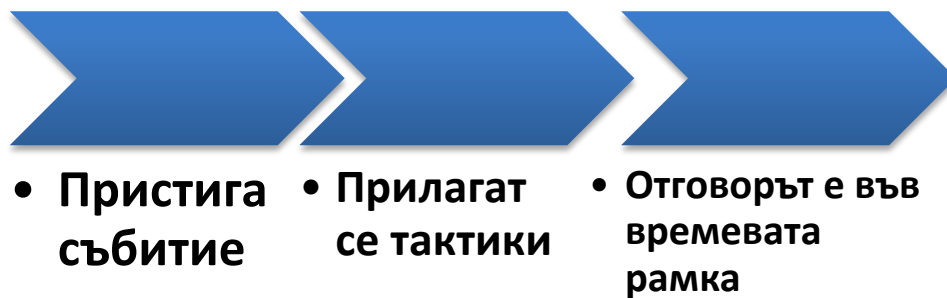 • Пристига
събитие
• Прилагат
се тактики
• Отговорът е във
времевата
рамка